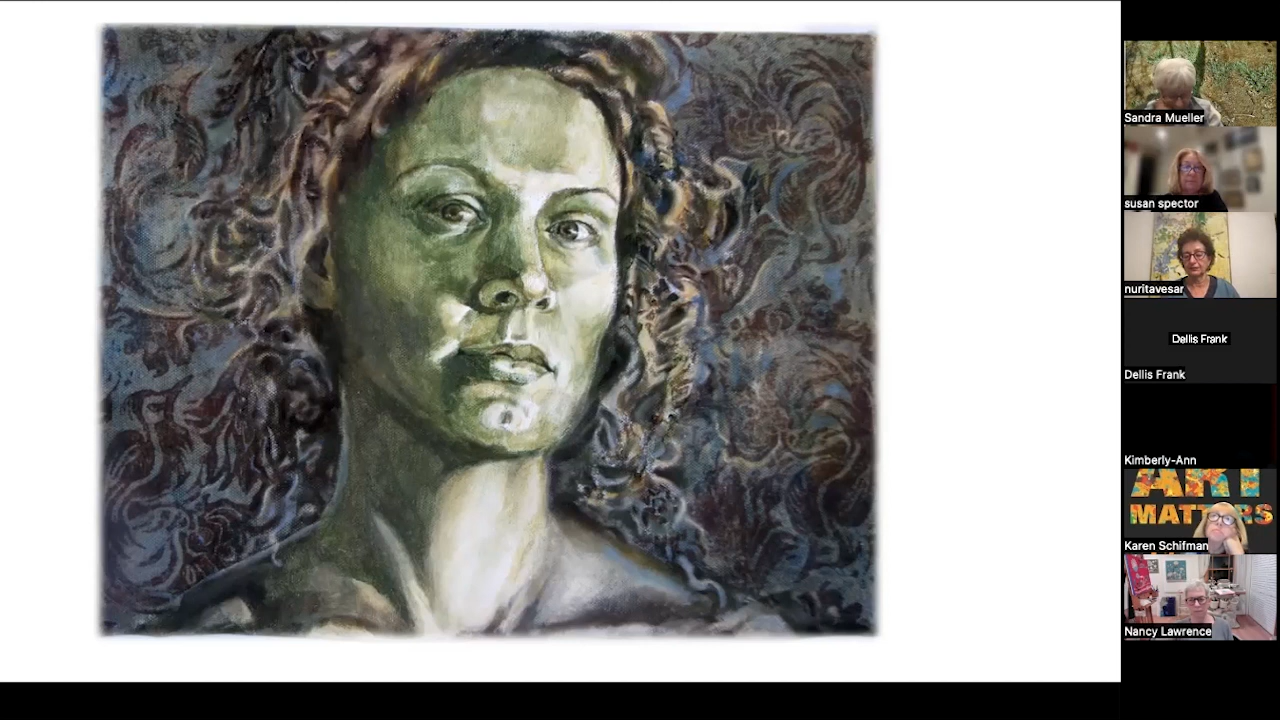 Sandra Mueller
susan spector
nuritavesar
Dellis Frank
Dellis Frank
Kimberly-Ann
ART
MATTERS
Karen Schifman
Nancy Lawrence